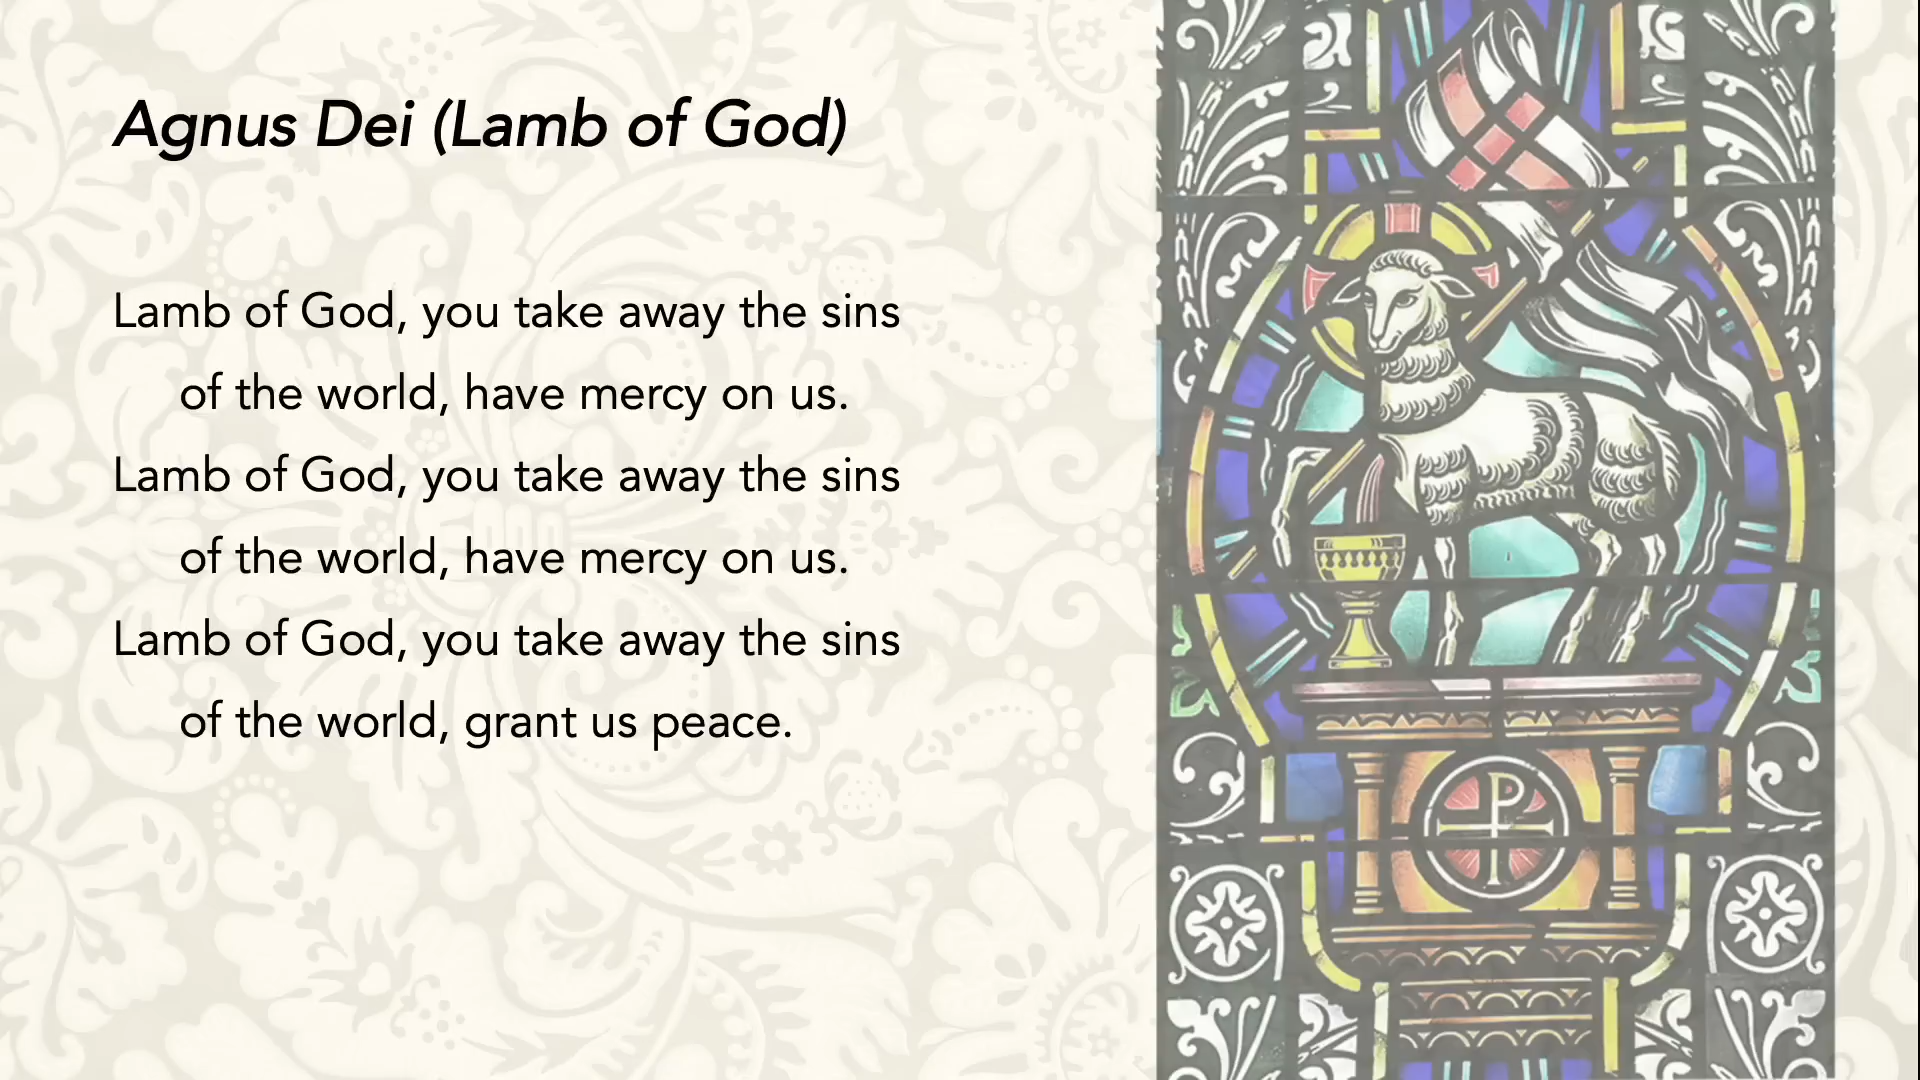 Agnus Dei (Lamb of God)
Lamb of God, you take away the sins
of the world, have mercy on us.
Lamb of God, you take away the sins
of the world, have mercy on us.
Lamb of God, you take away the sins
of the world, grant us peace.